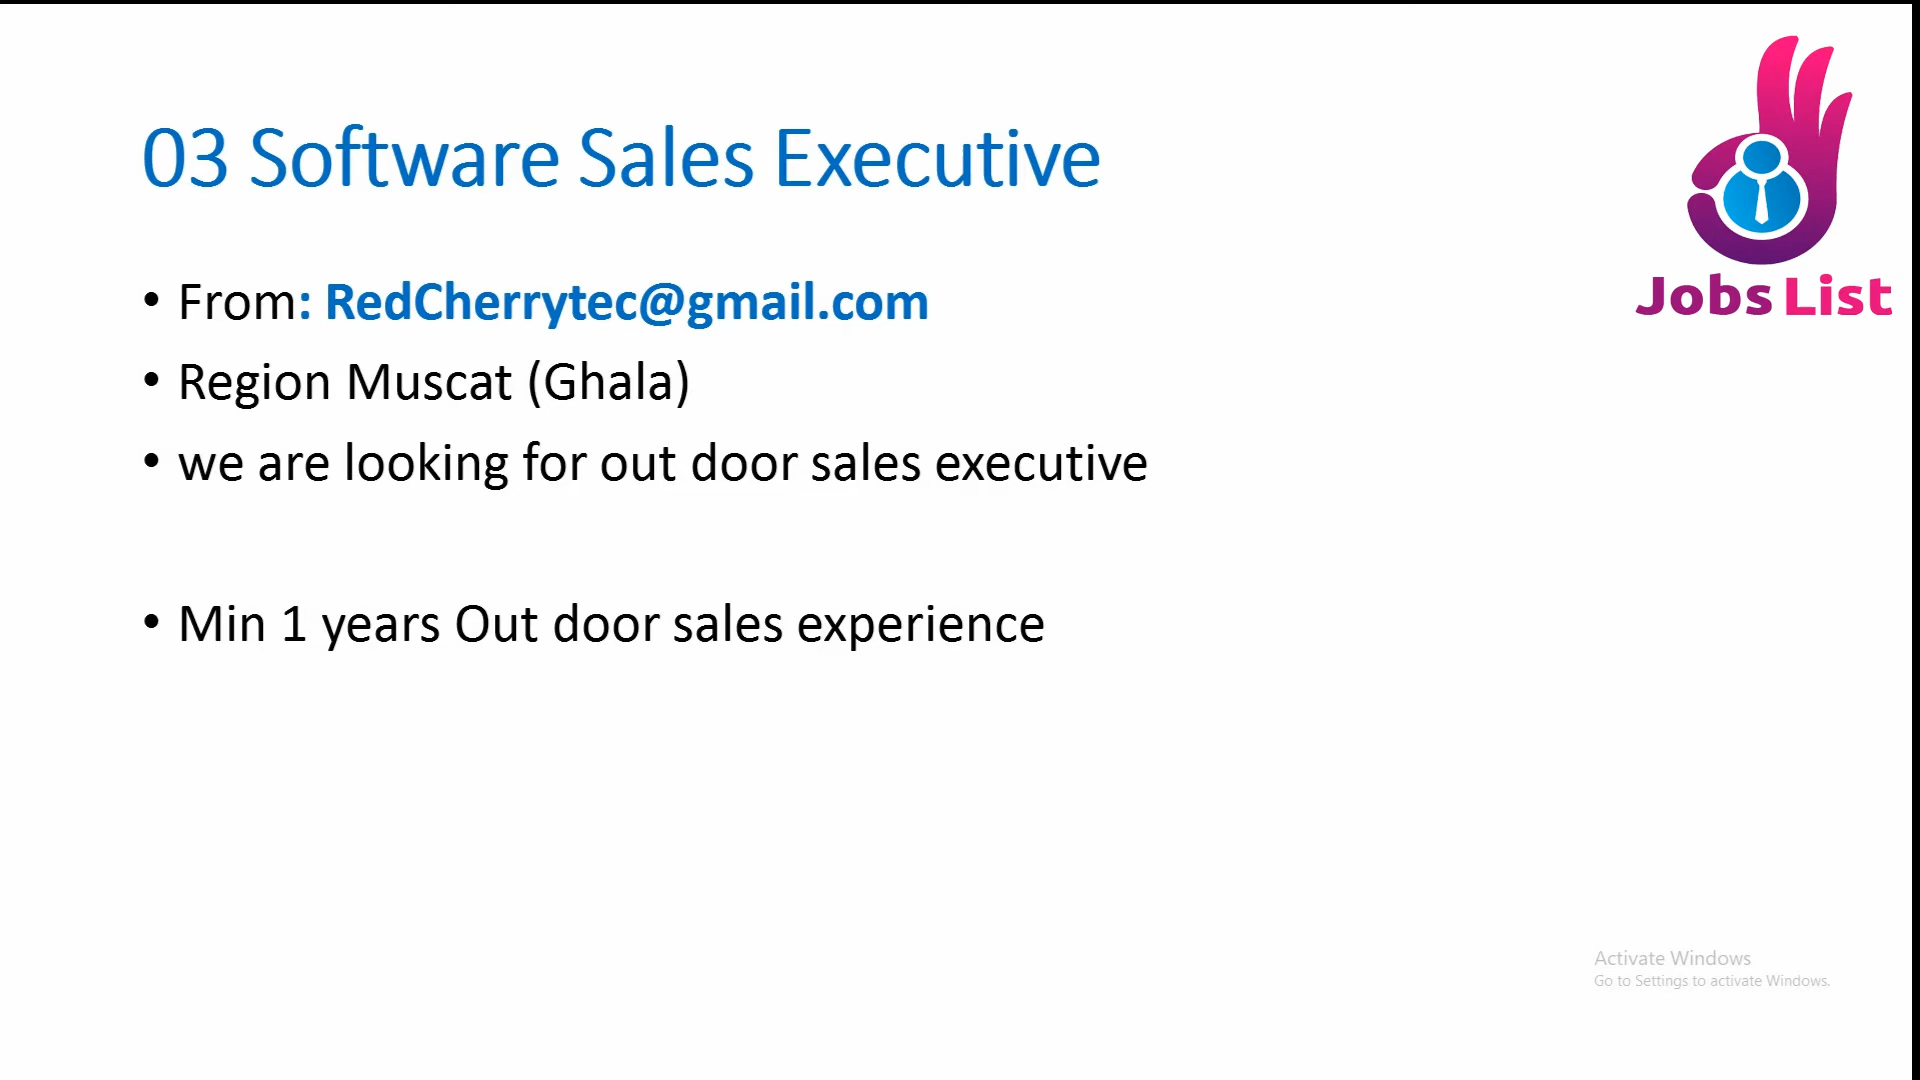 03 Software Sales Executive
• From: RedCherrytec@gmail.com
• Region Muscat (Ghala)
• we are looking for out door sales executive
• Min 1 years Out door sales experience
Jobs List
Activate Windows
Go to Settings to activate Windows.